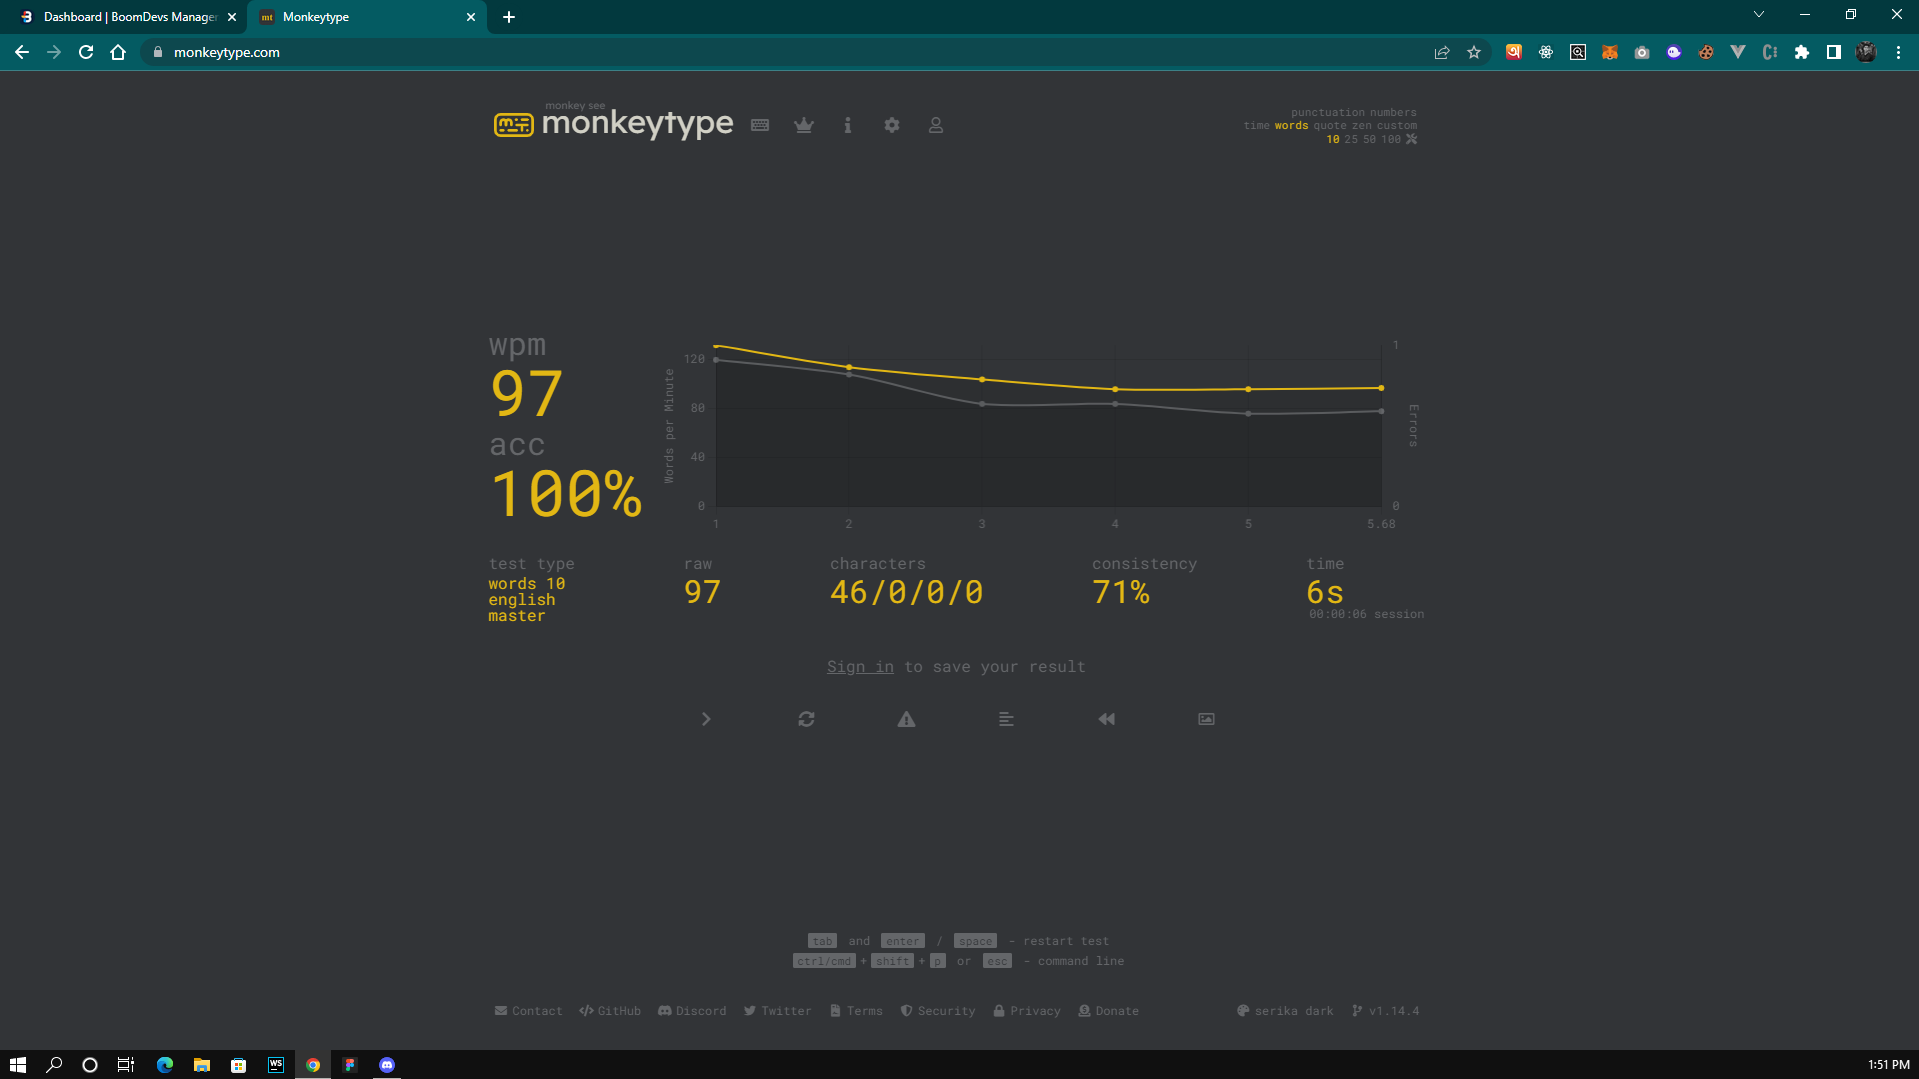 Dashboard | BoomDevs Manager
Monkeytype
monkeytype.com
monkey see
monkeytype
punctuation numbers
time words quote zen custom
10 25 50 100
wpm
97
acc
100%
Words per Minute
120
80
40
0
1
0
Errors
1 2 3 4 5 5.68
test type
words 10
english
master
raw
97
characters
46/0/0/0
consistency
71%
time
6s
00:00:06 session
Sign in to save your result
tab and enter / space - restart test
ctrl/cmd + shift + p or esc - command line
Contact GitHub Discord Twitter Terms Security Privacy Donate serika dark v1.14.4
WS
1:51 PM